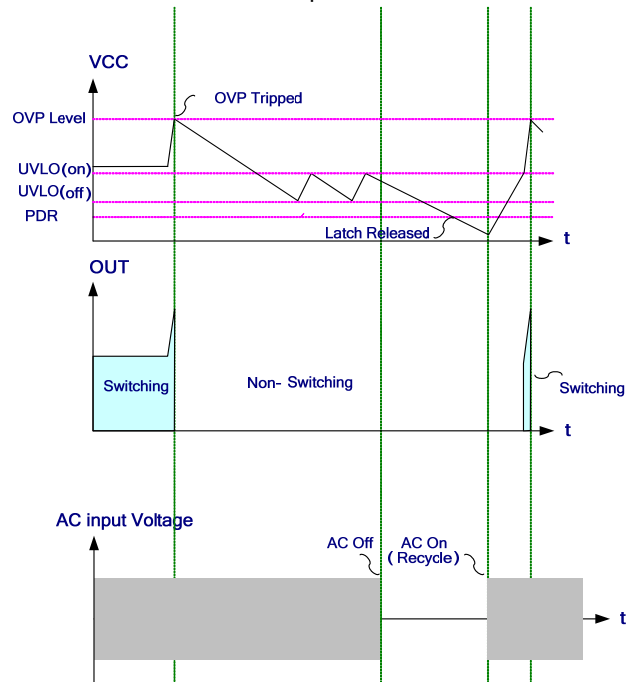 VCC
OVP Tripped
OVP Level
UVLO(on)
UVLO(off)
PDR
Latch Released
t
OUT
Switching
Non- Switching
Switching
t
AC input Voltage
AC Off
AC On
( Recycle)
t